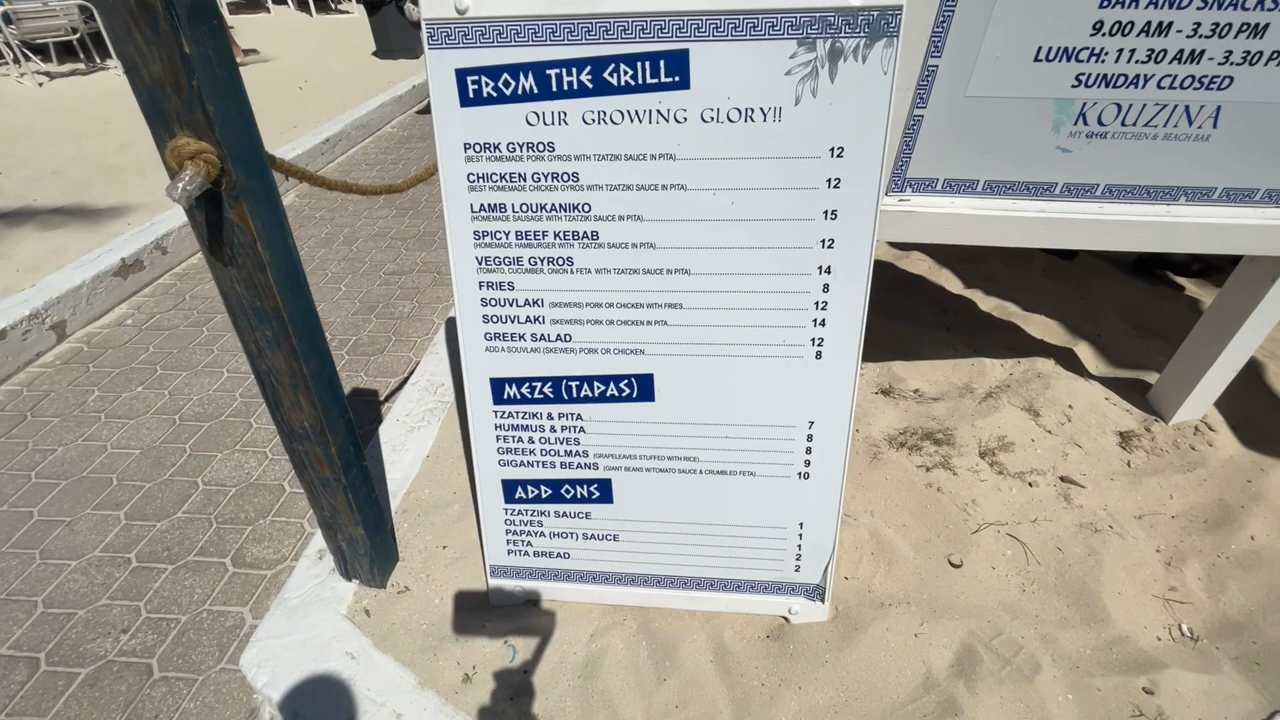 FROM THE GRILL.
OUR GROWING GLORY!!
PORK GYROS
(BEST HOMEMADE PORK GYROS WITH TZATZIKI SAUCE IN PITA) 12
CHICKEN GYROS
(BEST HOMEMADE CHICKEN GYROS WITH TZATZIKI SAUCE IN PITA) 12
LAMB LOUKANIKO
(HOMEMADE SAUSAGE WITH TZATZIKI SAUCE IN PITA) 15
SPICY BEEF KEBAB
(HOMEMADE HAMBURGER WITH TZATZIKI SAUCE IN PITA) 12
VEGGIE GYROS
(TOMATO, CUCUMBER, ONION & FETA WITH TZATZIKI SAUCE IN PITA) 14
FRIES 8
SOUVLAKI (SKEWERS) PORK OR CHICKEN WITH FRIES 12
SOUVLAKI (SKEWERS) PORK OR CHICKEN IN PITA 14
GREEK SALAD 12
ADD A SOUVLAKI (SKEWER) PORK OR CHICKEN 8
MEZE (TAPAS)
TZATZIKI & PITA 7
HUMMUS & PITA 8
FETA & OLIVES 8
GREEK DOLMAS (GRAPELEAVES STUFFED WITH RICE) 9
GIGANTES BEANS (GIANT BEANS W/TOMATO SAUCE & CRUMBLED FETA) 10
ADD ONS
TZATZIKI SAUCE 1
OLIVES 1
PAPAYA (HOT) SAUCE 1
FETA 2
PITA BREAD 2
BAR AND SNACKS
9.00 AM - 3.30 PM
LUNCH: 11.30 AM - 3.30 P
SUNDAY CLOSED
KOUZINA
MY GREEK KITCHEN & BEACH BAR